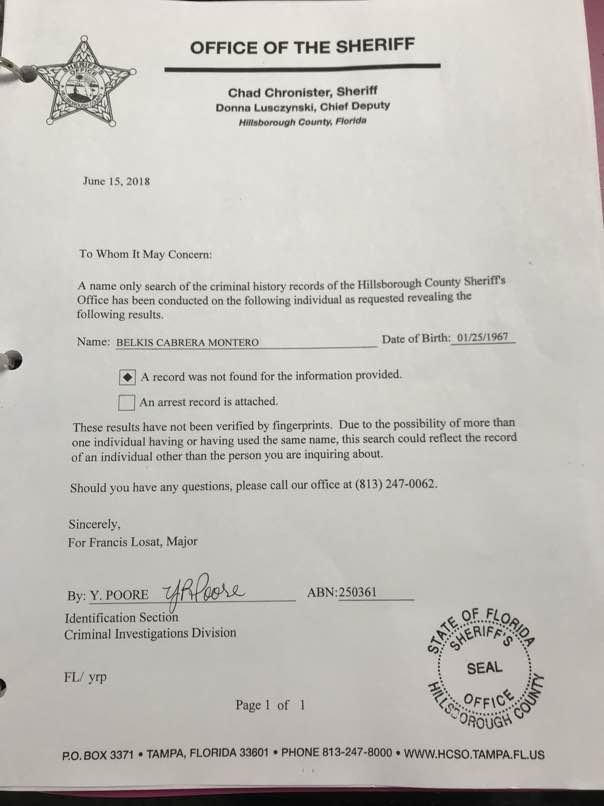 OFFICE OF THE SHERIFF
Chad Chronister, Sheriff
Donna Lusczynski, Chief Deputy
Hillsborough County, Florida
SHERIFF'S
June 15, 2018
To Whom It May Concern:
A name only search of the criminal history records of the Hillsborough County Sheriff's
Office has been conducted on the following individual as requested revealing the
following results.
Name: BELKIS CABRERA MONTERO Date of Birth: 01/25/1967
A record was not found for the information provided.
An arrest record is attached.
These results have not been verified by fingerprints. Due to the possibility of more than
one individual having or having used the same name, this search could reflect the record
of an individual other than the person you are inquiring about.
Should you have any questions, please call our office at (813) 247-0062.
Sincerely,
For Francis Losat, Major
By: Y. POORE YRPoore ABN:250361
Identification Section
Criminal Investigations Division
FL/ yrp
Page 1 of 1
STATE OF FLORIDA
SHERIFF'S
SEAL
OFFICE
HILLSBOROUGH COUNTY
P.O. BOX 3371 • TAMPA, FLORIDA 33601 • PHONE 813-247-8000 • WWW.HCSO.TAMPA.FL.US